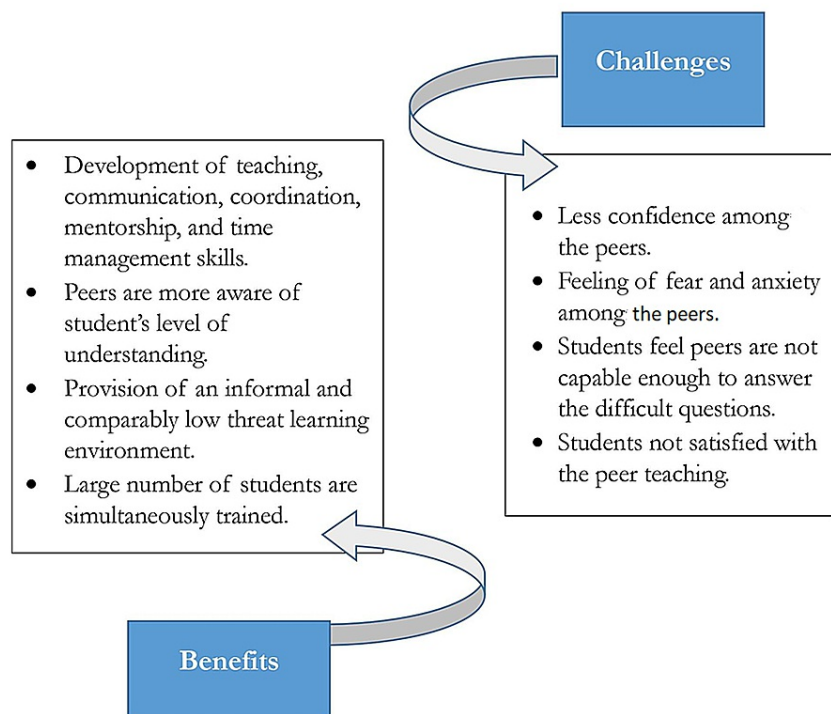 Challenges
• Less confidence among
the peers.
• Feeling of fear and anxiety
among the peers.
• Students feel peers are not
capable enough to answer
the difficult questions.
• Students not satisfied with
the peer teaching.
• Development of teaching,
communication, coordination,
mentorship, and time
management skills.
• Peers are more aware of
student’s level of
understanding.
• Provision of an informal and
comparably low threat learning
environment.
• Large number of students are
simultaneously trained.
Benefits